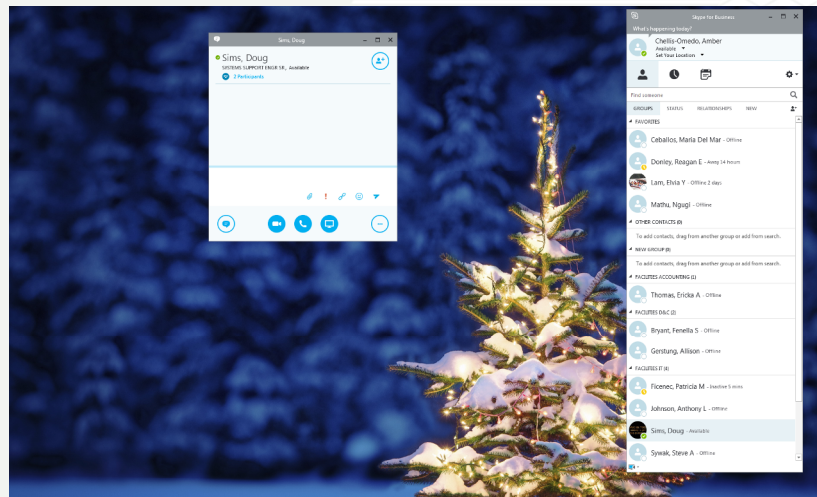 Sims, Doug
Sims, Doug
SYSTEMS SUPPORT ENGR SR, Available
2 Participants
Skype for Business
What's happening today?
Chellis-Omedo, Amber
Available
Set Your Location
Find someone
GROUPS STATUS RELATIONSHIPS NEW
FAVORITES
Ceballos, Maria Del Mar - Offline
Donley, Reagan E - Away 14 hours
Lam, Elvia Y - Offline 2 days
Mathu, Ngugi - Offline
OTHER CONTACTS (0)
To add contacts, drag from another group or add from search.
NEW GROUP (0)
To add contacts, drag from another group or add from search.
FACILITIES ACCOUNTING (1)
Thomas, Ericka A - Offline
FACILITIES D&C (2)
Bryant, Fenella S - Offline
Gerstung, Allison - Offline
FACILITIES IT (4)
Ficenec, Patricia M - Inactive 5 mins
Johnson, Anthony L - Offline
Sims, Doug - Available
Sywak, Steve A - Offline